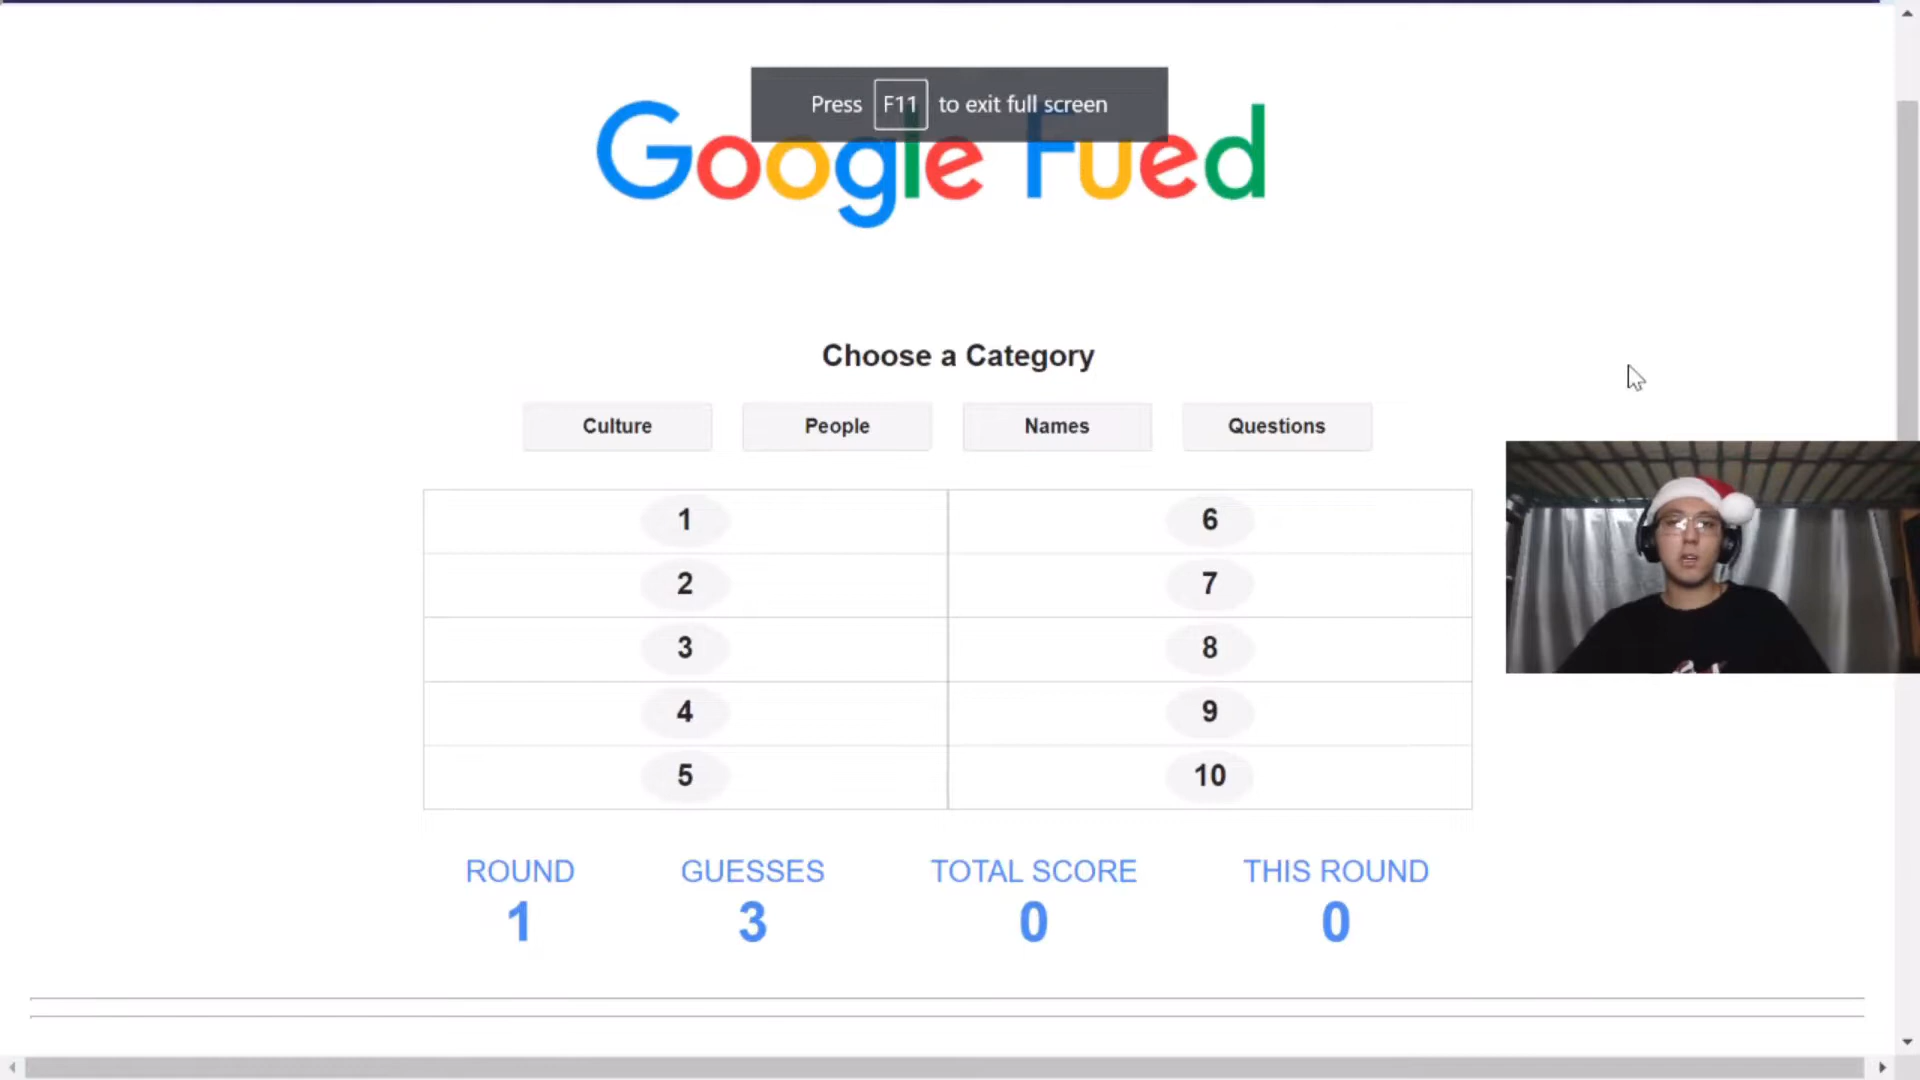 Press F11 to exit full screen
Google Fued
Choose a Category
Culture People Names Questions
1 6
2 7
3 8
4 9
5 10
ROUND GUESSES TOTAL SCORE THIS ROUND
1 3 0 0